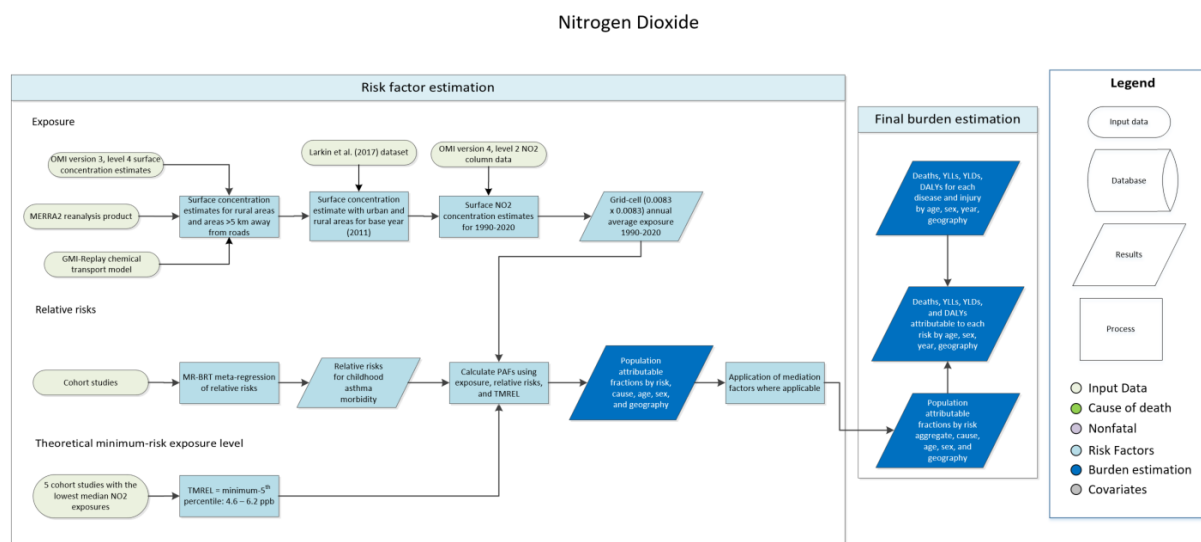 Nitrogen Dioxide
Risk factor estimation
Exposure
OMI version 3, level 4 surface
concentration estimates
MERRA2 reanalysis product
GMI-Replay chemical
transport model
Surface concentration
estimates for rural areas
and areas >5 km away
from roads
Larkin et al. (2017) dataset
Surface concentration
estimate with urban and
rural areas for base year
(2011)
OMI version 4, level 2 NO2
column data
Surface NO2
concentration estimates
for 1990-2020
Grid-cell (0.0083
x 0.0083) annual
average exposure
1990-2020
Relative risks
Cohort studies
MR-BRT meta-regression
of relative risks
Relative risks
for childhood
asthma
morbidity
Calculate PAFs using
exposure, relative risks,
and TMREL
Population
attributable
fractions by risk,
cause, age, sex,
and geography
Application of mediation
factors where applicable
Theoretical minimum-risk exposure level
5 cohort studies with the
lowest median NO2
exposures
TMREL = minimum-5th
percentile: 4.6 – 6.2 ppb
Final burden estimation
Deaths, YLLs, YLDs,
DALYs for each
disease and injury by
age, sex, year,
geography
Deaths, YLLs, YLDs,
and DALYs
attributable to each
risk by age, sex,
year, geography
Population
attributable
fractions by risk
aggregate, cause,
age, sex, and
geography
Legend
Input data
Database
Results
Process
Input Data
Cause of death
Nonfatal
Risk Factors
Burden estimation
Covariates